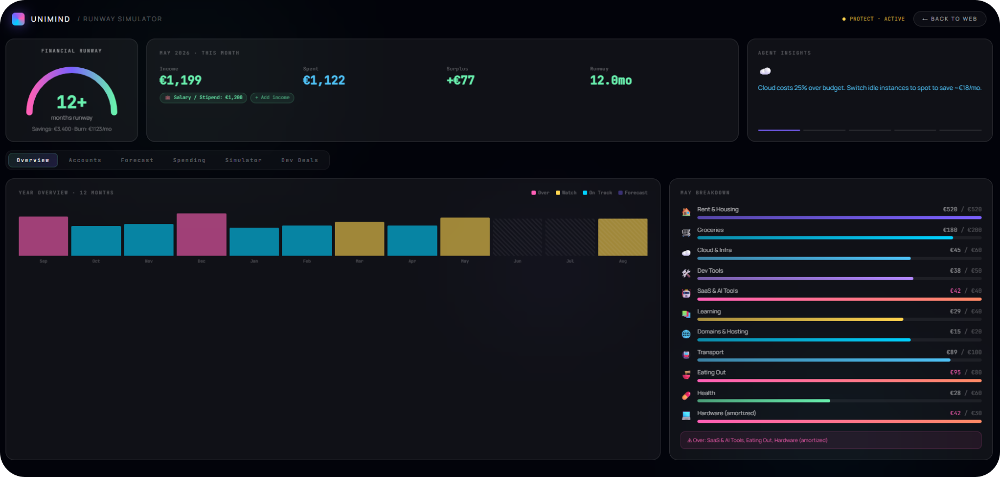 UNIMIND / RUNWAY SIMULATOR
PROTECT · ACTIVE
← BACK TO WEB
FINANCIAL RUNWAY
12+
months runway
Savings: €3,400 · Burn: €1123/mo
MAY 2026 · THIS MONTH
Income
€1,199
Spent
€1,122
Surplus
+€77
Runway
12.0mo
Salary / Stipend: €1,200
+ Add income
AGENT INSIGHTS
Cloud costs 25% over budget. Switch idle instances to spot to save ~€18/mo.
Overview
Accounts
Forecast
Spending
Simulator
Dev Deals
YEAR OVERVIEW · 12 MONTHS
Over
Watch
On Track
Forecast
Sep
Oct
Nov
Dec
Jan
Feb
Mar
Apr
May
Jun
Jul
Aug
MAY BREAKDOWN
Rent & Housing €520 / €520
Groceries €180 / €200
Cloud & Infra €45 / €60
Dev Tools €38 / €50
SaaS & AI Tools €42 / €40
Learning €29 / €40
Domains & Hosting €15 / €20
Transport €89 / €100
Eating Out €95 / €80
Health €28 / €60
Hardware (amortized) €42 / €30
⚠ Over: SaaS & AI Tools, Eating Out, Hardware (amortized)